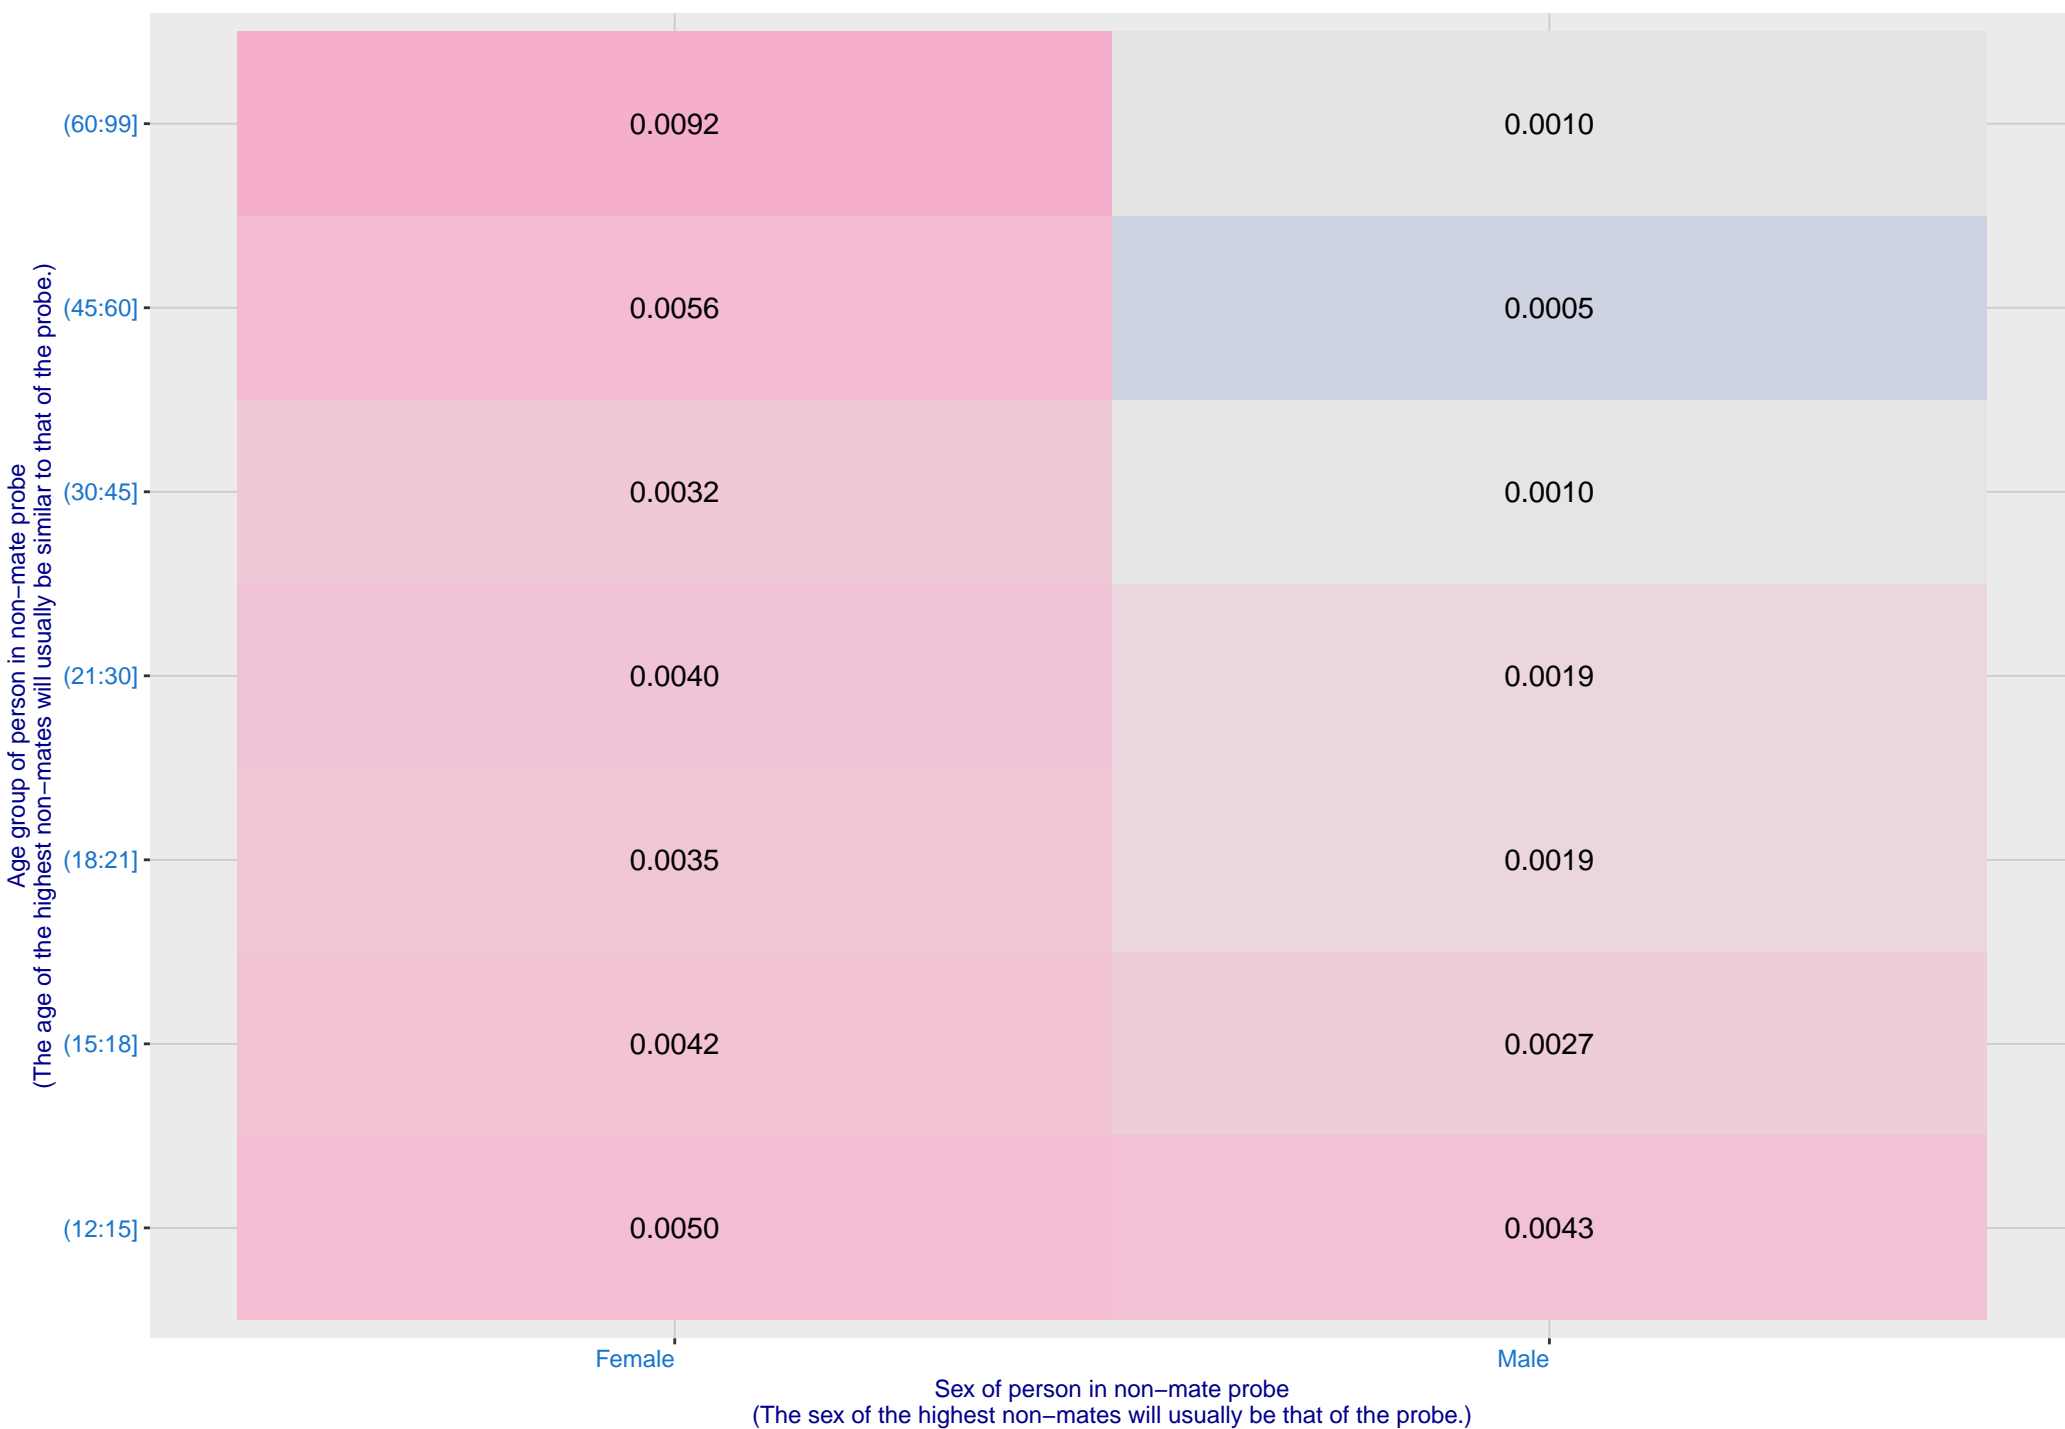 Age group of person in non−mate probe
(The age of the highest non−mates will usually be similar to that of the probe.)
(60:99] 0.0092 0.0010
(45:60] 0.0056 0.0005
(30:45] 0.0032 0.0010
(21:30] 0.0040 0.0019
(18:21] 0.0035 0.0019
(15:18] 0.0042 0.0027
(12:15] 0.0050 0.0043
Female Male
Sex of person in non−mate probe
(The sex of the highest non−mates will usually be that of the probe.)